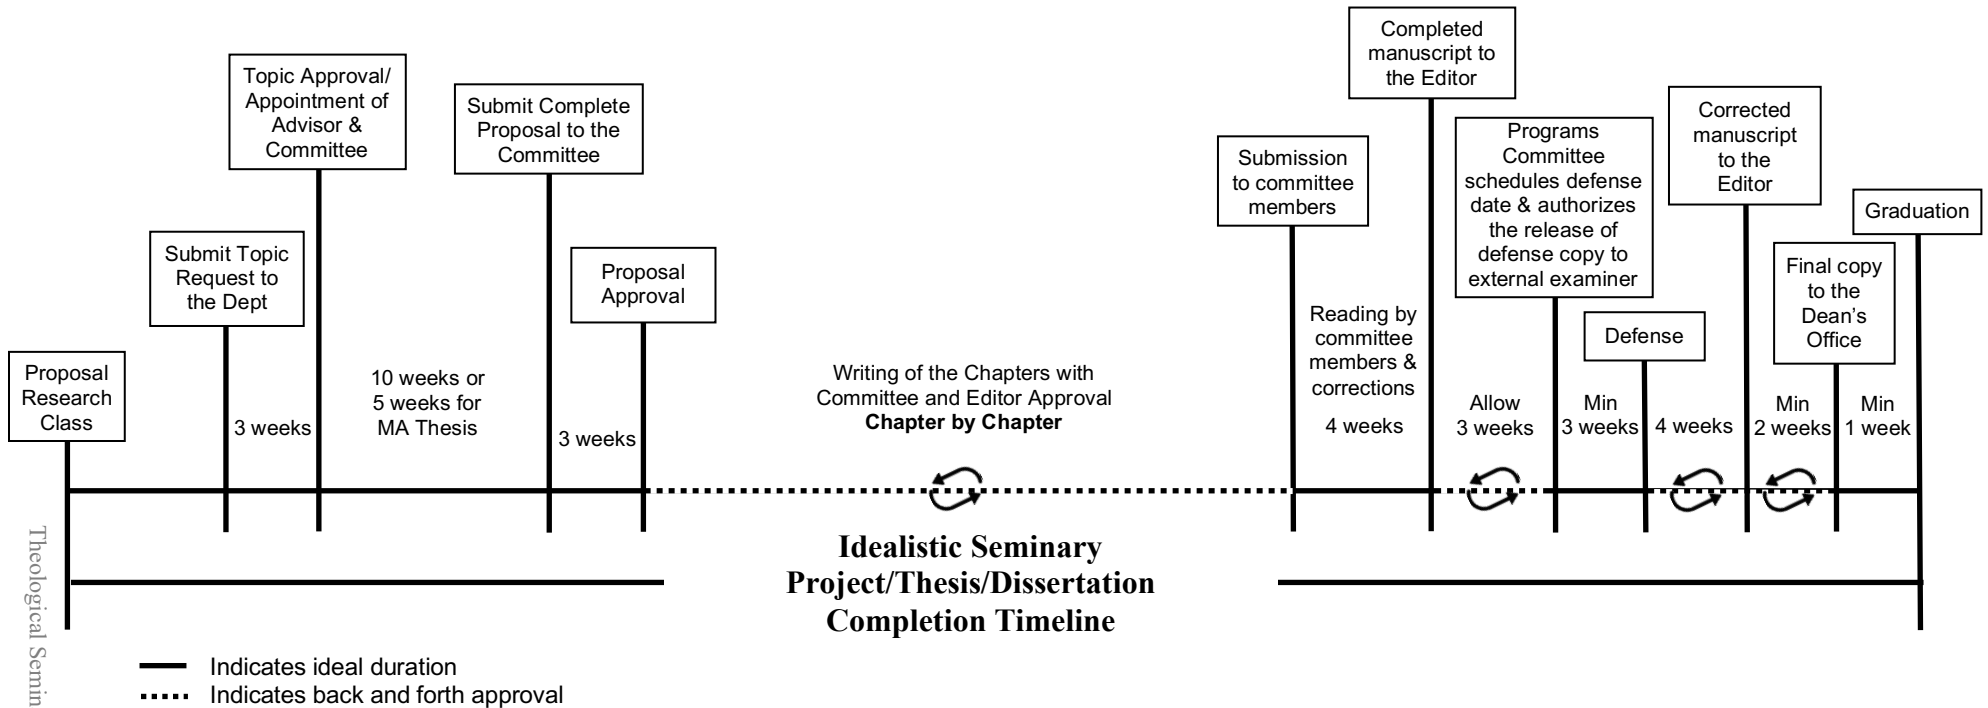 Proposal
Research
Class
Submit Topic
Request to
the Dept
3 weeks
Topic Approval/
Appointment of
Advisor &
Committee
10 weeks or
5 weeks for
MA Thesis
Submit Complete
Proposal to the
Committee
3 weeks
Proposal
Approval
Writing of the Chapters with
Committee and Editor Approval
Chapter by Chapter
Submission
to committee
members
Reading by
committee
members &
corrections
4 weeks
Completed
manuscript to
the Editor
Allow
3 weeks
Programs
Committee
schedules defense
date & authorizes
the release of
defense copy to
external examiner
Min
3 weeks
Defense
4 weeks
Corrected
manuscript
to the
Editor
Min
2 weeks
Final copy
to the
Dean’s
Office
Min
1 week
Graduation
Idealistic Seminary
Project/Thesis/Dissertation
Completion Timeline
Theological Semin
Indicates ideal duration
Indicates back and forth approval